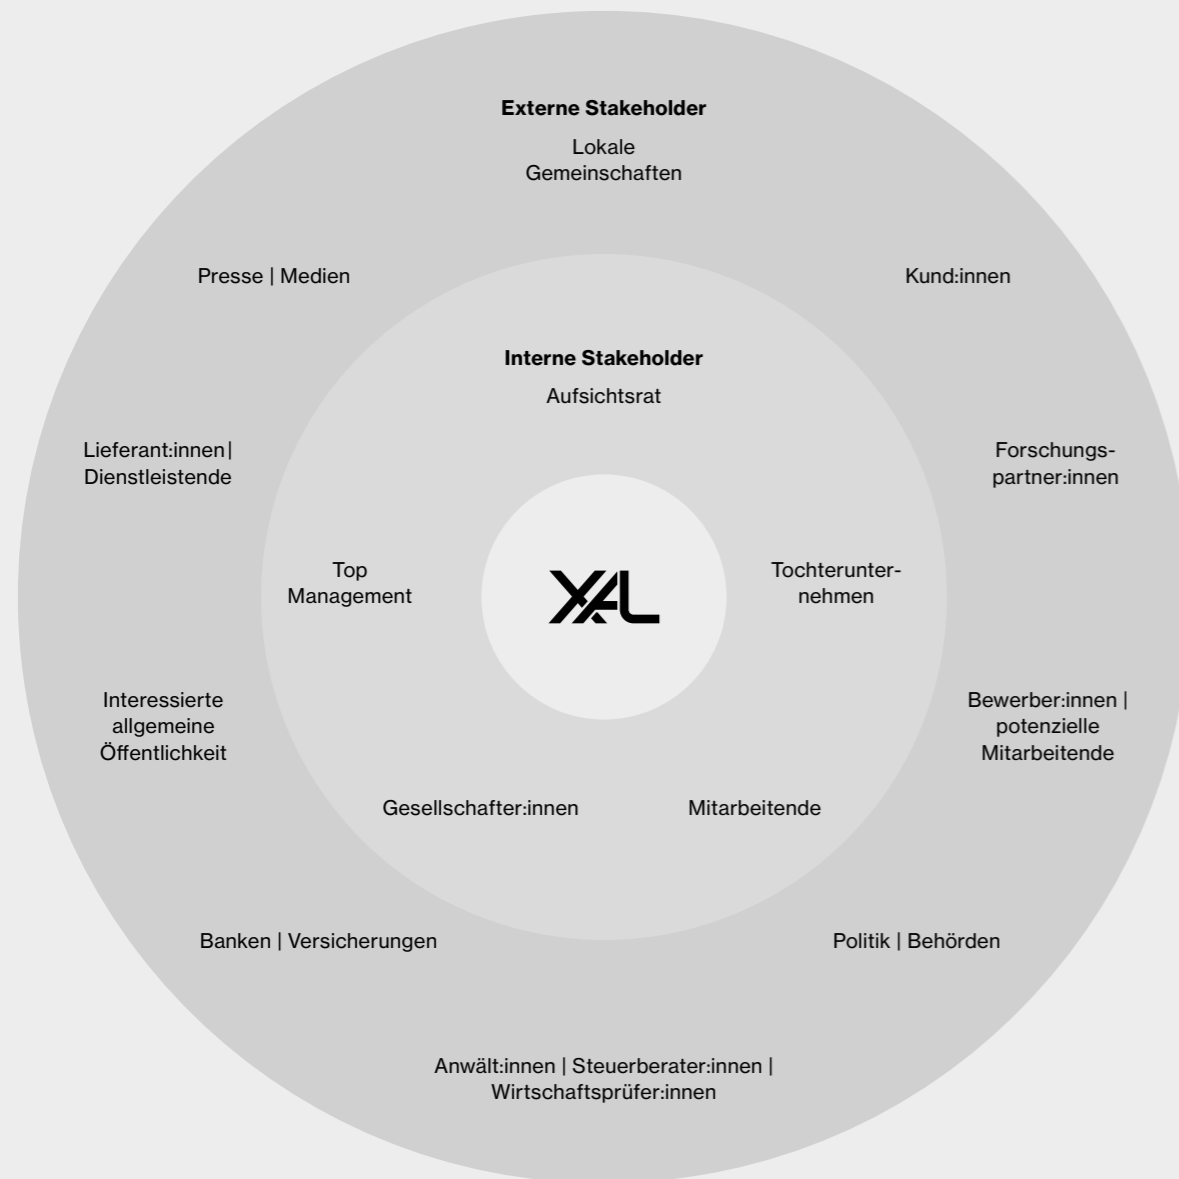 Externe Stakeholder
Lokale
Gemeinschaften
Presse | Medien
Kund:innen
Interne Stakeholder
Aufsichtsrat
Lieferant:innen|
Dienstleistende
Forschungs-
partner:innen
Top
Management
XAL
Tochterunter-
nehmen
Interessierte
allgemeine
Öffentlichkeit
Bewerber:innen |
potenzielle
Mitarbeitende
Gesellschafter:innen
Mitarbeitende
Banken | Versicherungen
Politik | Behörden
Anwält:innen | Steuerberater:innen |
Wirtschaftsprüfer:innen